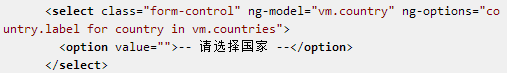 <select class="form-control" ng-model="vm.country" ng-options="co
untry.label for country in vm.countries">
<option value="">-- 请选择国家 --</option>
</select>